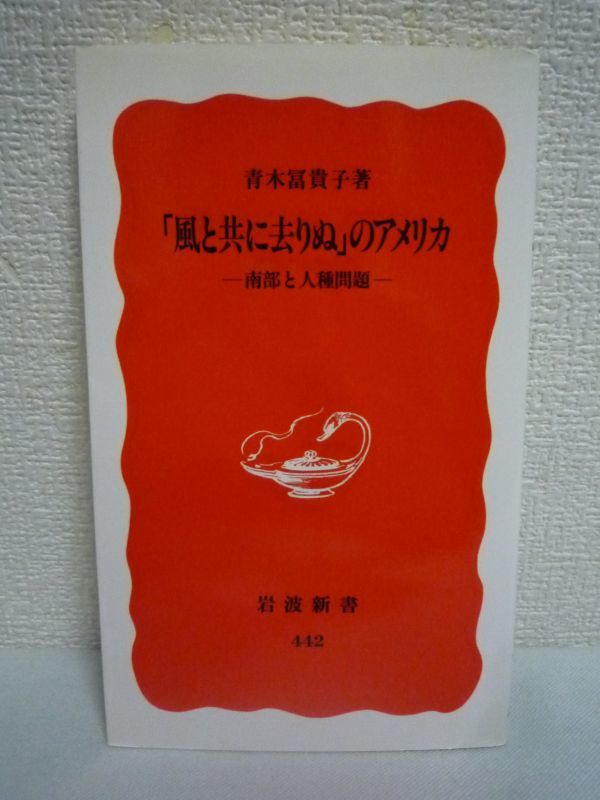 青木冨貴子著
「風と共に去りぬ」のアメリカ
―南部と人種問題―
岩波新書
442